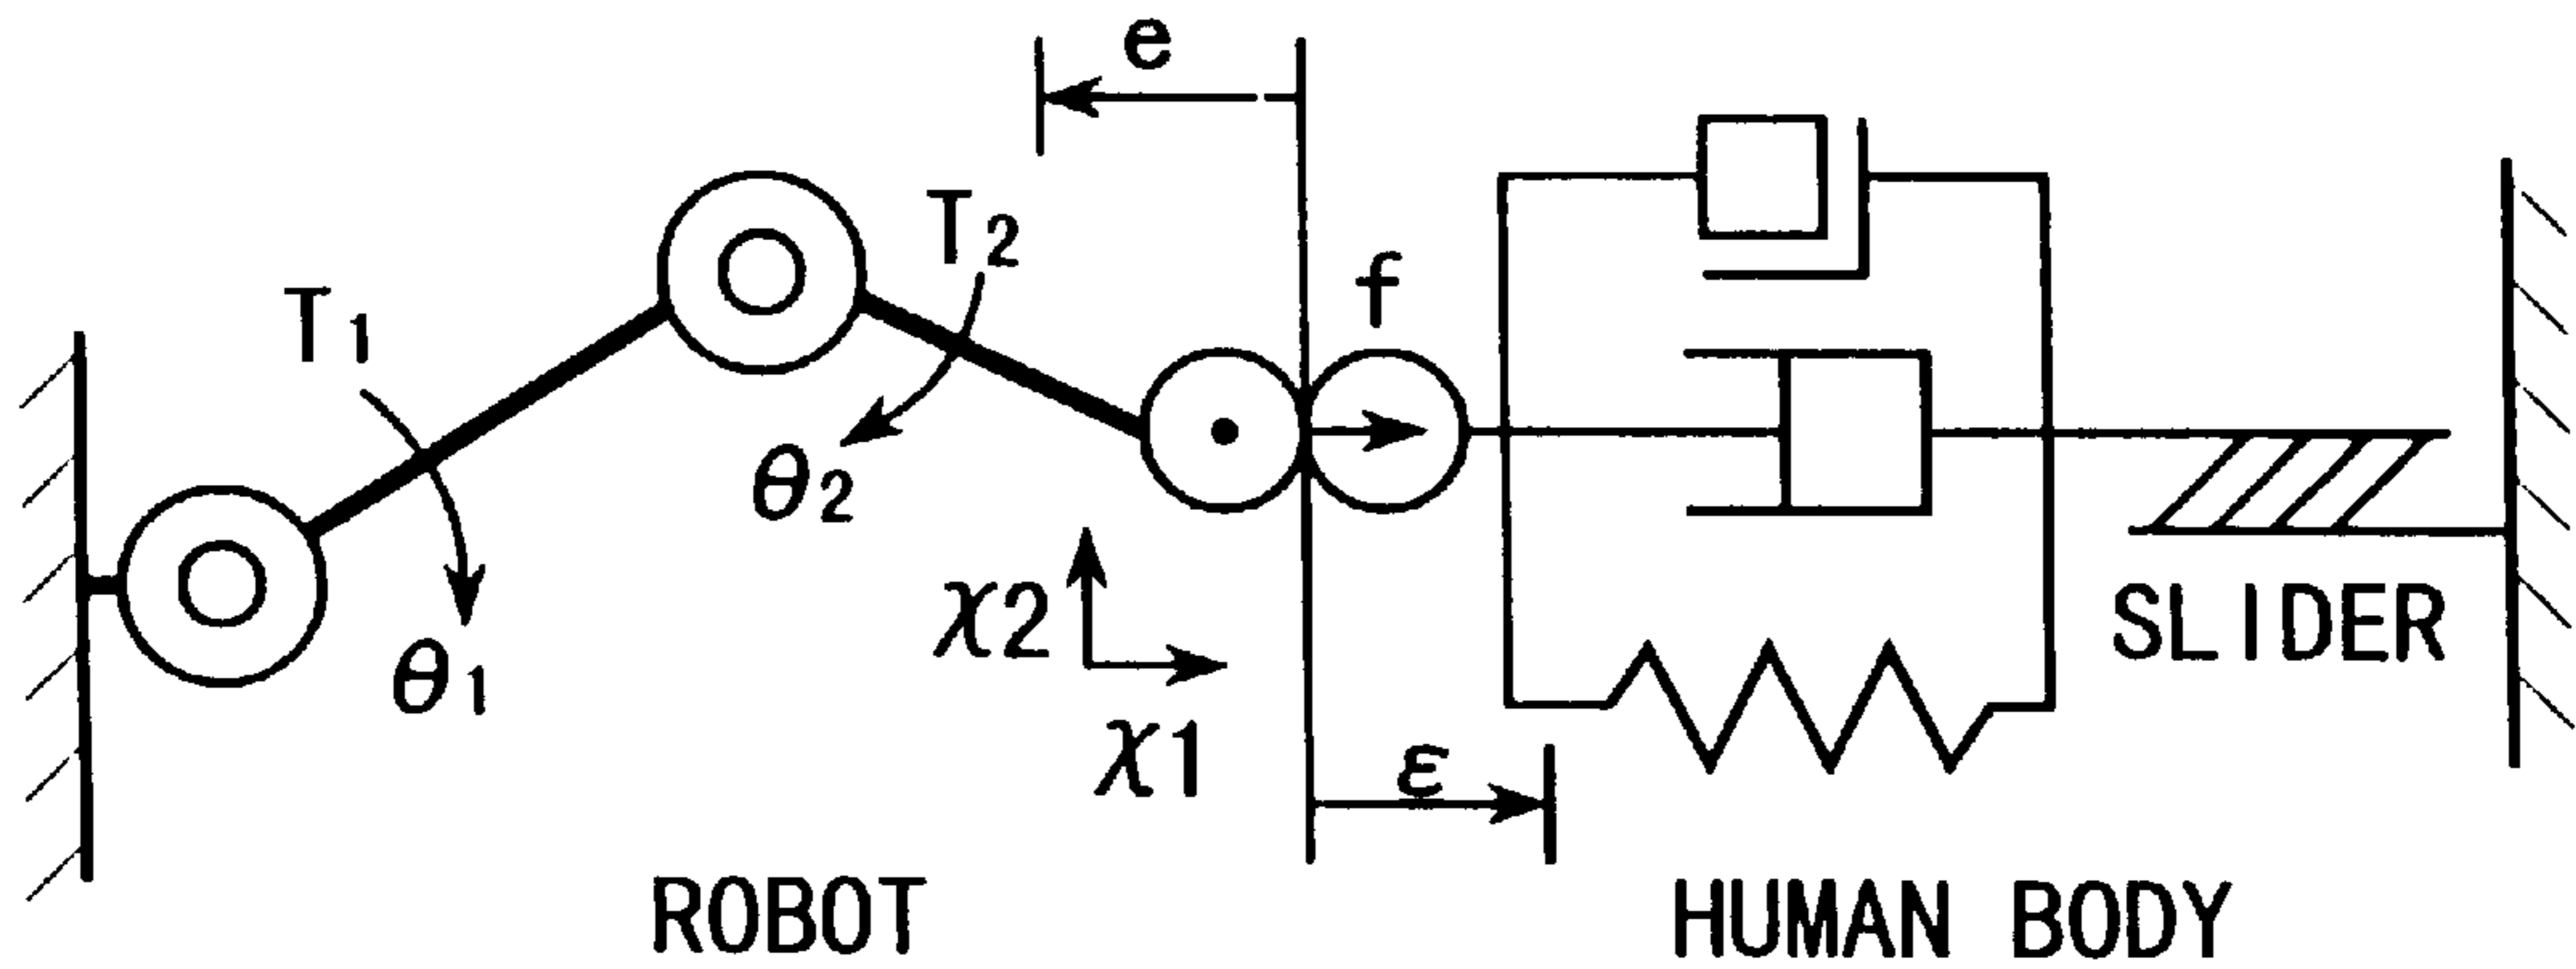 e
T2
f
T1
θ2
θ1
χ2
χ1
SLIDER
ε
ROBOT
HUMAN BODY